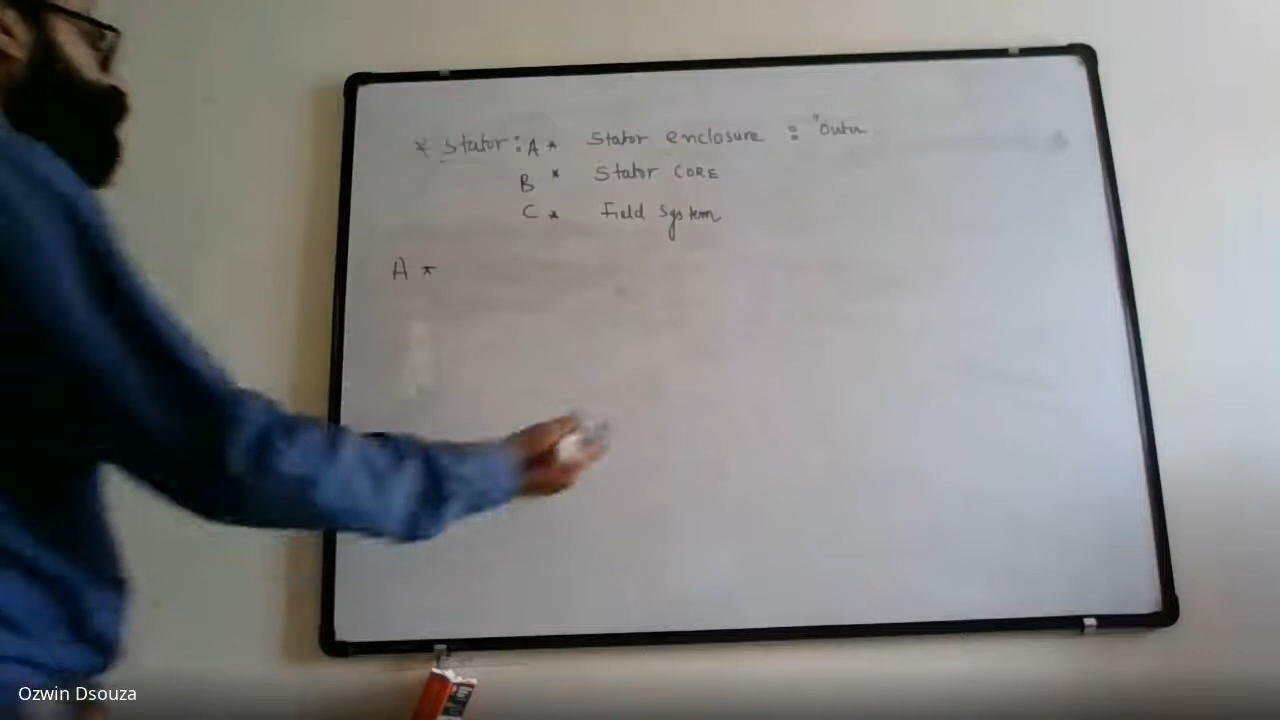 * Stator : A * Stator enclosure : "Outer
B * Stator CORE
C * Field System
A *
Ozwin Dsouza